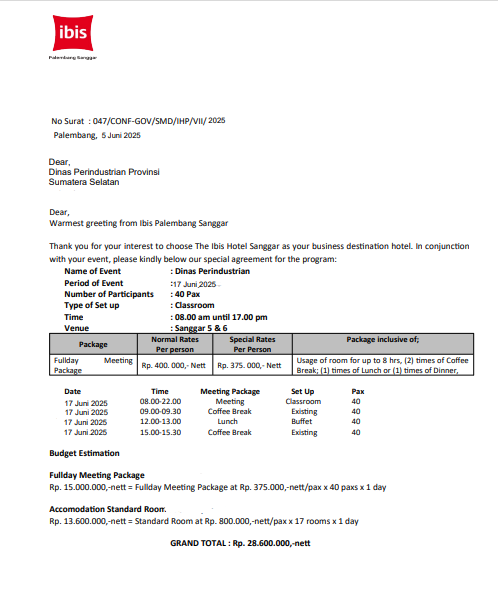 ibis
Palembang Sanggar
No Surat : 047/CONF-GOV/SMD/IHP/VII/ 2025
Palembang, 5 Juni 2025
Dear,
Dinas Perindustrian Provinsi
Sumatera Selatan
Dear,
Warmest greeting from Ibis Palembang Sanggar
Thank you for your interest to choose The Ibis Hotel Sanggar as your business destination hotel. In conjunction
with your event, please kindly below our special agreement for the program:
Name of Event : Dinas Perindustrian
Period of Event :17 Juni,2025
Number of Participants : 40 Pax
Type of Set up : Classroom
Time : 08.00 am until 17.00 pm
Venue : Sanggar 5 & 6
Package Normal Rates Per person Special Rates Per Person Package inclusive of;
Fullday Meeting Package Rp. 400. 000,- Nett Rp. 375. 000,- Nett Usage of room for up to 8 hrs, (2) times of Coffee
Break; (1) times of Lunch or (1) times of Dinner,
Date Time Meeting Package Set Up Pax
17 Juni 2025 08.00-22.00 Meeting Classroom 40
17 Juni 2025 09.00-09.30 Coffee Break Existing 40
17 Juni 2025 12.00-13.00 Lunch Buffet 40
17 Juni 2025 15.00-15.30 Coffee Break Existing 40
Budget Estimation
Fullday Meeting Package
Rp. 15.000.000,-nett = Fullday Meeting Package at Rp. 375.000,-nett/pax x 40 paxs x 1 day
Accomodation Standard Room.
Rp. 13.600.000,-nett = Standard Room at Rp. 800.000,-nett/pax x 17 rooms x 1 day
GRAND TOTAL : Rp. 28.600.000,-nett